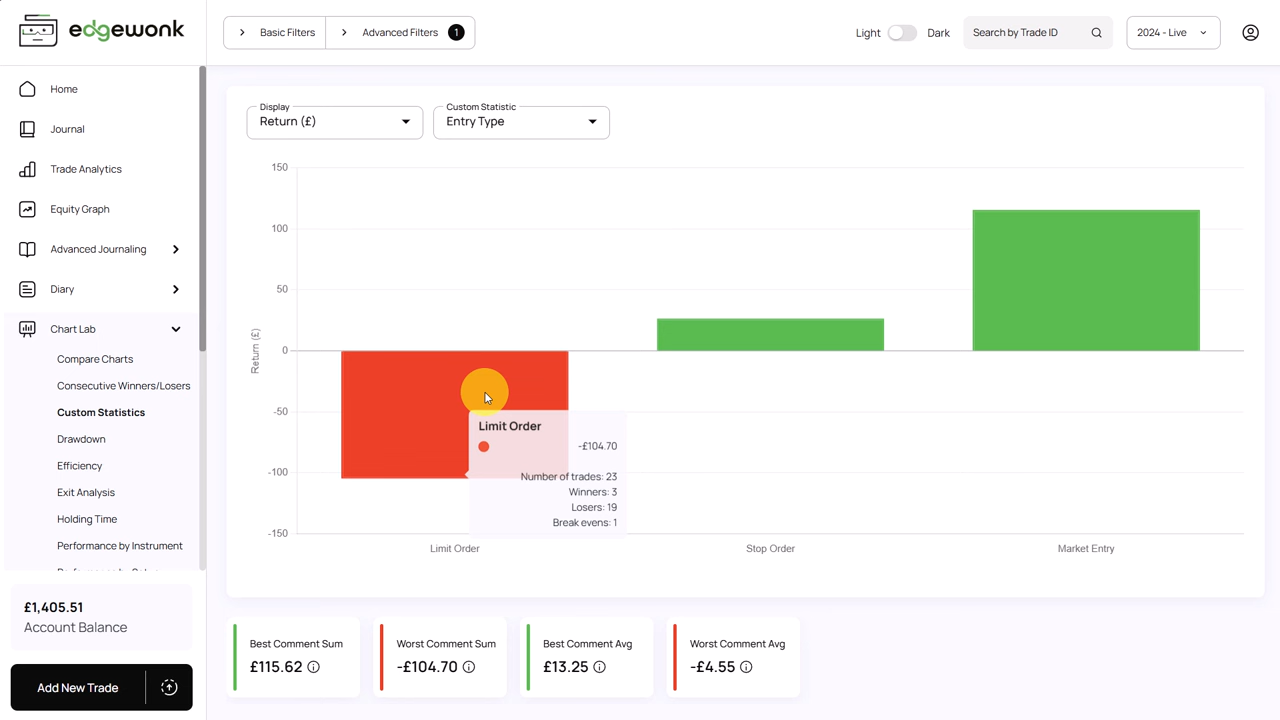 edgewonk
Basic Filters
Advanced Filters 1
Light
Dark
Search by Trade ID
2024 - Live
Home
Journal
Trade Analytics
Equity Graph
Advanced Journaling
Diary
Chart Lab
Compare Charts
Consecutive Winners/Losers
Custom Statistics
Drawdown
Efficiency
Exit Analysis
Holding Time
Performance by Instrument
£1,405.51
Account Balance
Add New Trade
Display
Return (£)
Custom Statistic
Entry Type
Return (£)
150
100
50
0
-50
-100
-150
Limit Order
-£104.70
Number of trades: 23
Winners: 3
Losers: 19
Break evens: 1
Limit Order
Stop Order
Market Entry
Best Comment Sum
£115.62
Worst Comment Sum
-£104.70
Best Comment Avg
£13.25
Worst Comment Avg
-£4.55